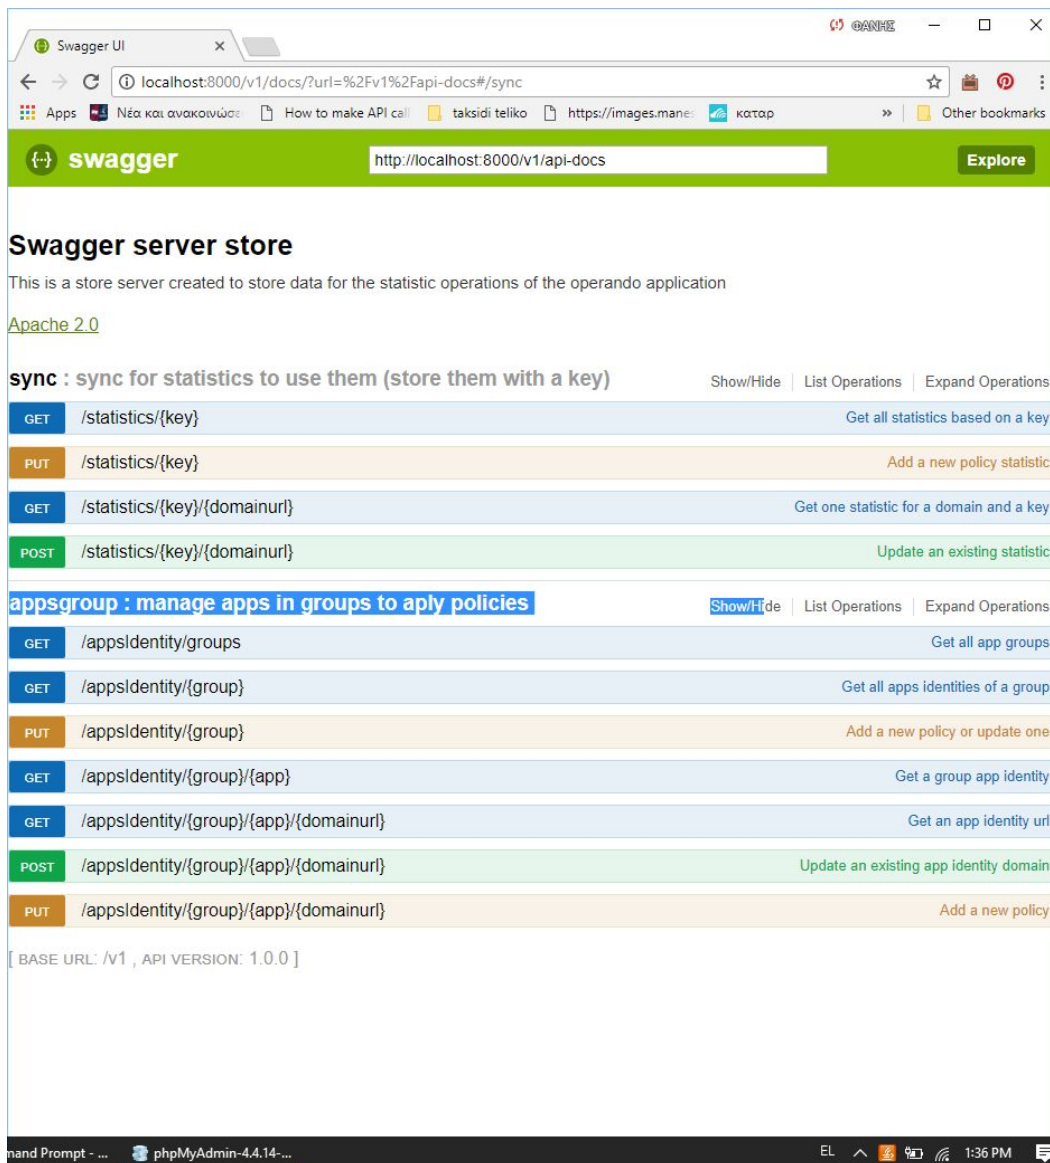 ΦΑΝΗΣ
Swagger UI
localhost:8000/v1/docs/?url=%2Fv1%2Fapi-docs#/sync
Apps Νέα και ανακοινώσε How to make API call taksidi teliko https://images.manes καταρ » Other bookmarks
{···} swagger http://localhost:8000/v1/api-docs Explore
Swagger server store
This is a store server created to store data for the statistic operations of the operando application
Apache 2.0
sync : sync for statistics to use them (store them with a key) Show/Hide List Operations Expand Operations
GET /statistics/{key} Get all statistics based on a key
PUT /statistics/{key} Add a new policy statistic
GET /statistics/{key}/{domainurl} Get one statistic for a domain and a key
POST /statistics/{key}/{domainurl} Update an existing statistic
appsgroup : manage apps in groups to aply policies Show/Hide List Operations Expand Operations
GET /appsIdentity/groups Get all app groups
GET /appsIdentity/{group} Get all apps identities of a group
PUT /appsIdentity/{group} Add a new policy or update one
GET /appsIdentity/{group}/{app} Get a group app identity
GET /appsIdentity/{group}/{app}/{domainurl} Get an app identity url
POST /appsIdentity/{group}/{app}/{domainurl} Update an existing app identity domain
PUT /appsIdentity/{group}/{app}/{domainurl} Add a new policy
[ BASE URL: /v1 , API VERSION: 1.0.0 ]
mand Prompt - ... phpMyAdmin-4.4.14-... EL 1:36 PM